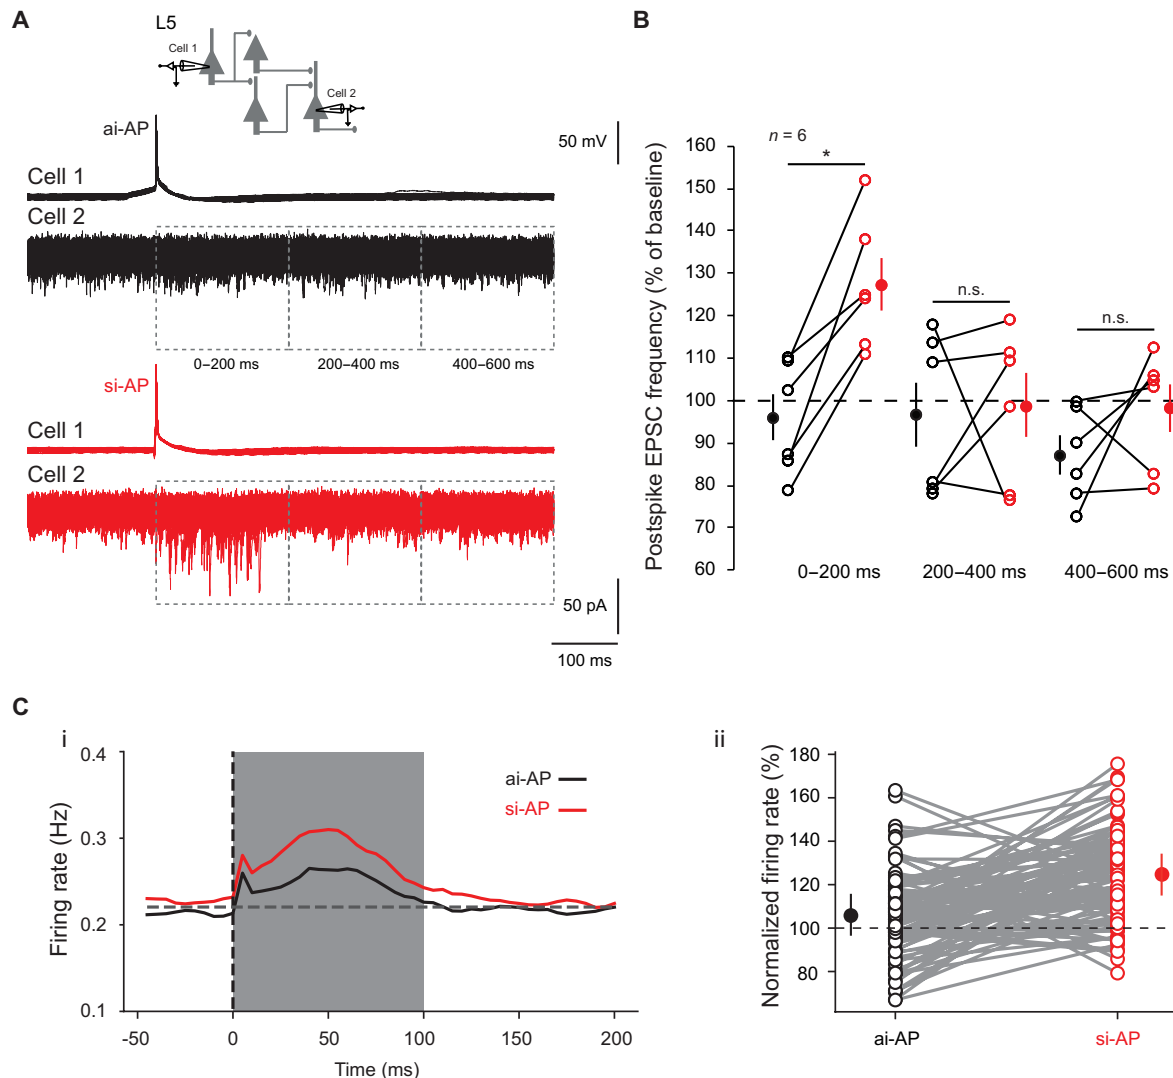 A
L5
Cell 1
Cell 2
ai-AP
50 mV
Cell 1
Cell 2
0–200 ms
200–400 ms
400–600 ms
si-AP
Cell 1
Cell 2
50 pA
100 ms
B
n = 6
Postspike EPSC frequency (% of baseline)
160
150
140
130
120
110
100
90
80
70
60
*
n.s.
n.s.
0–200 ms
200–400 ms
400–600 ms
C
i
Firing rate (Hz)
0.4
0.3
0.2
0.1
ai-AP
si-AP
-50
0
50
100
150
200
Time (ms)
ii
Normalized firing rate (%)
180
160
140
120
100
80
ai-AP
si-AP